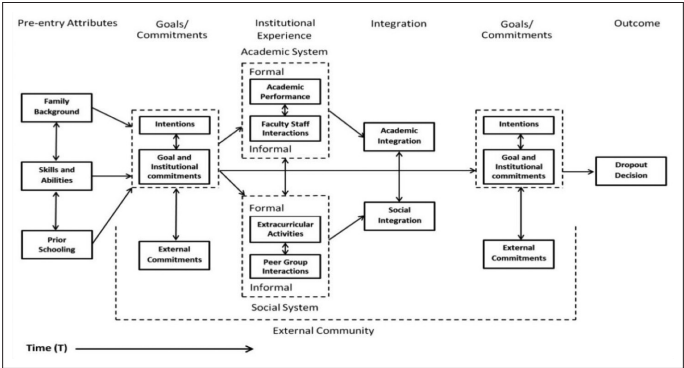 Pre-entry Attributes
Goals/
Commitments
Institutional
Experience
Integration
Goals/
Commitments
Outcome
Academic System
Formal
Academic
Performance
Faculty Staff
Interactions
Informal
Family
Background
Skills and
Abilities
Prior
Schooling
Intentions
Goal and
Institutional
commitments
External
Commitments
Formal
Extracurricular
Activities
Peer Group
Interactions
Informal
Social System
Academic
Integration
Social
Integration
Intentions
Goal and
Institutional
commitments
External
Commitments
Dropout
Decision
External Community
Time (T)